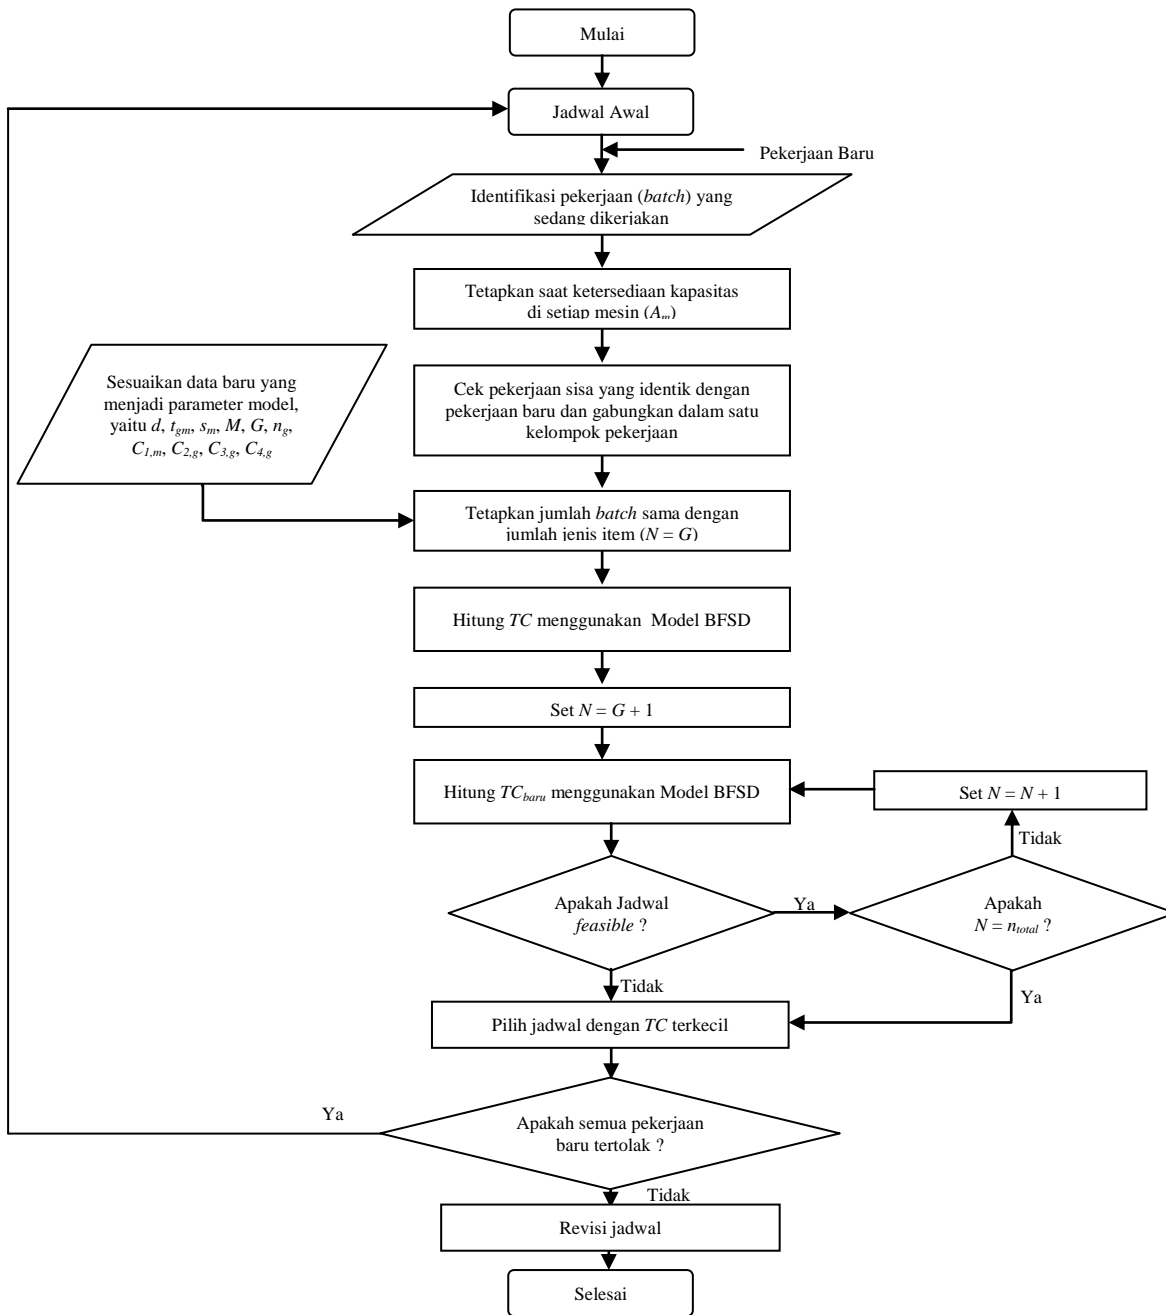 Mulai
Jadwal Awal
Pekerjaan Baru
Identifikasi pekerjaan (batch) yang
sedang dikerjakan
Tetapkan saat ketersediaan kapasitas
di setiap mesin (Aₘ)
Sesuaikan data baru yang
menjadi parameter model,
yaitu d, t_gm, s_m, M, G, n_g,
C_1,m, C_2,g, C_3,g, C_4,g
Cek pekerjaan sisa yang identik dengan
pekerjaan baru dan gabungkan dalam satu
kelompok pekerjaan
Tetapkan jumlah batch sama dengan
jumlah jenis item (N = G)
Hitung TC menggunakan Model BFSD
Set N = G + 1
Hitung TC_baru menggunakan Model BFSD
Set N = N + 1
Tidak
Apakah Jadwal
feasible ?
Ya
Apakah
N = n_total ?
Tidak
Ya
Pilih jadwal dengan TC terkecil
Ya
Apakah semua pekerjaan
baru tertolak ?
Tidak
Revisi jadwal
Selesai